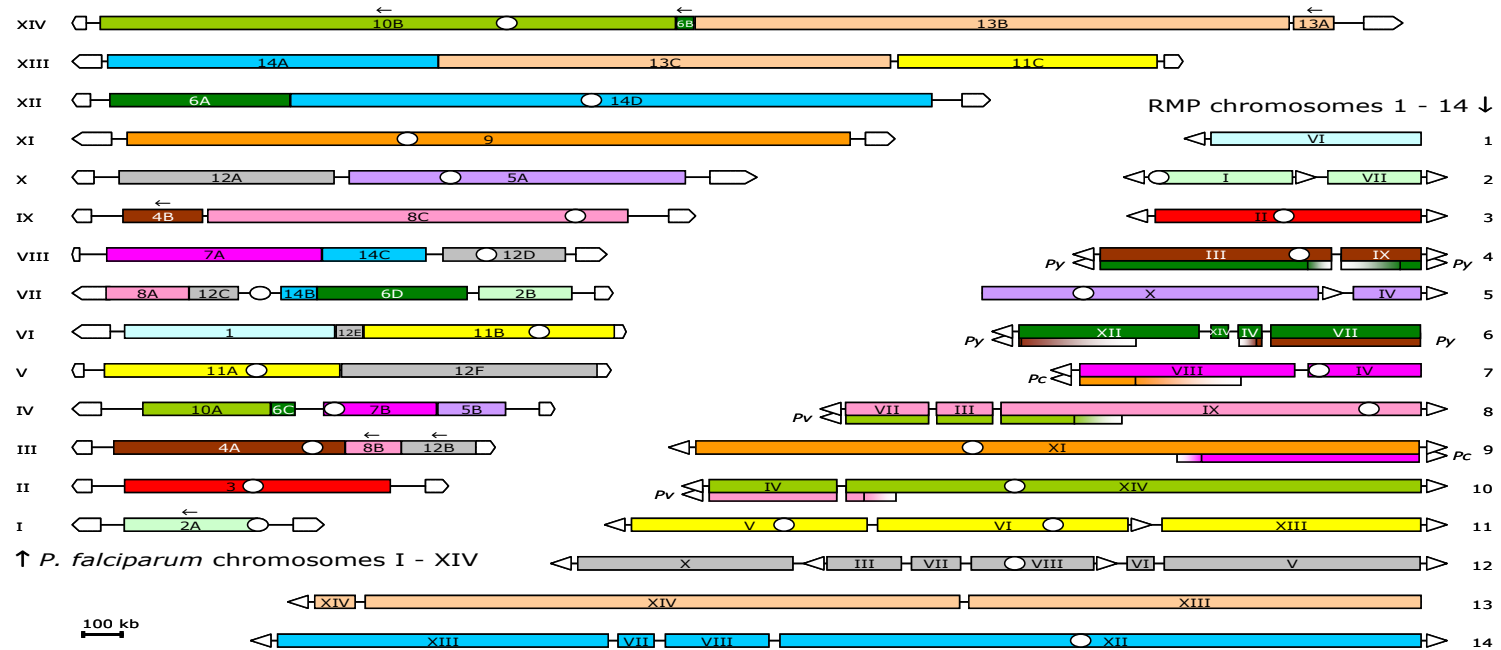 XIV ← 10B ← 6B 13B ← 13A
XIII 14A 13C 11C
XII 6A 14D
RMP chromosomes 1 - 14 ↓
XI 9 VI 1
X 12A 5A I VII 2
IX ← 4B 8C II 3
VIII 7A 14C 12D Py III IX Py 4
VII 8A 12C 14B 6D 2B X IV 5
VI 1 12E 11B Py XII XIV IV VII Py 6
V 11A 12F Pc VIII IV 7
IV 10A 6C 7B 5B Pv VII III IX 8
III 4A ← 8B ← 12B XI Pc 9
II 3 Pv IV XIV 10
I ← 2A V VI XIII 11
↑ P. falciparum chromosomes I - XIV X III VII VIII VI V 12
XIV XIV XIII 13
100 kb
XIII VII VIII XII 14